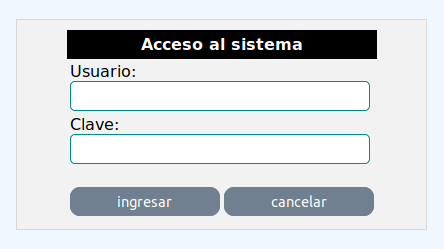 Acceso al sistema
Usuario:
Clave:
ingresar cancelar